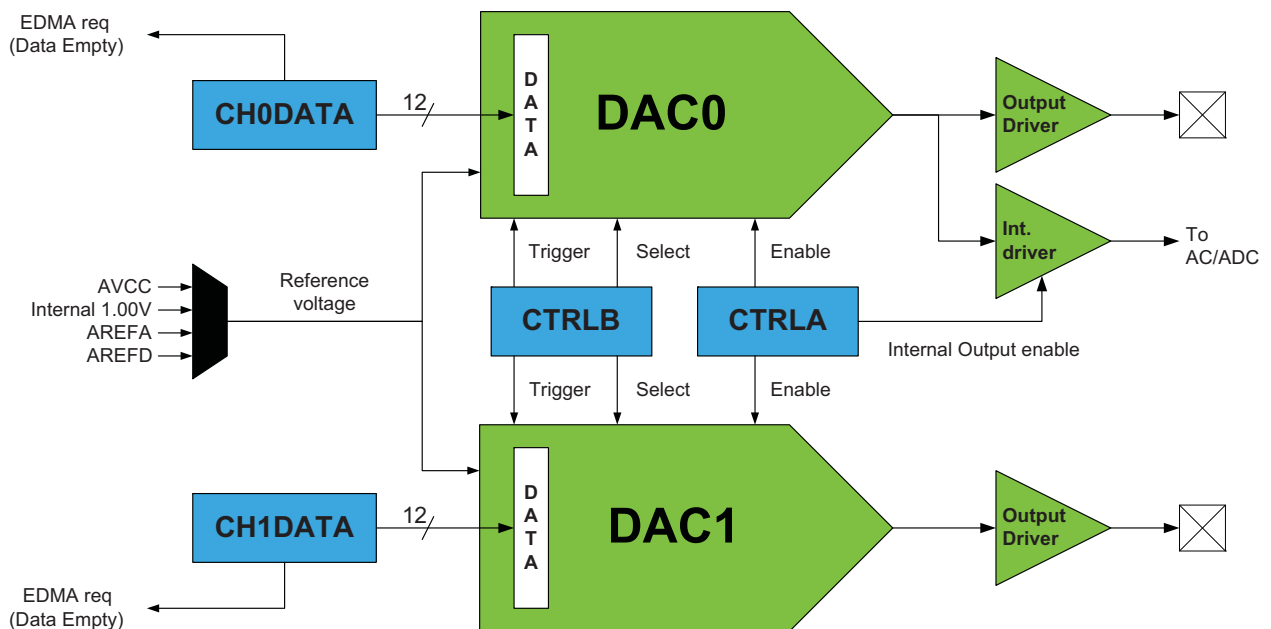 EDMA req
(Data Empty)
CH0DATA
12
DATA
DAC0
Output
Driver
Int.
driver
To
AC/ADC
Trigger
Select
Enable
AVCC
Internal 1.00V
AREFA
AREFD
Reference
voltage
CTRLB
CTRLA
Internal Output enable
Trigger
Select
Enable
CH1DATA
12
DATA
DAC1
Output
Driver
EDMA req
(Data Empty)